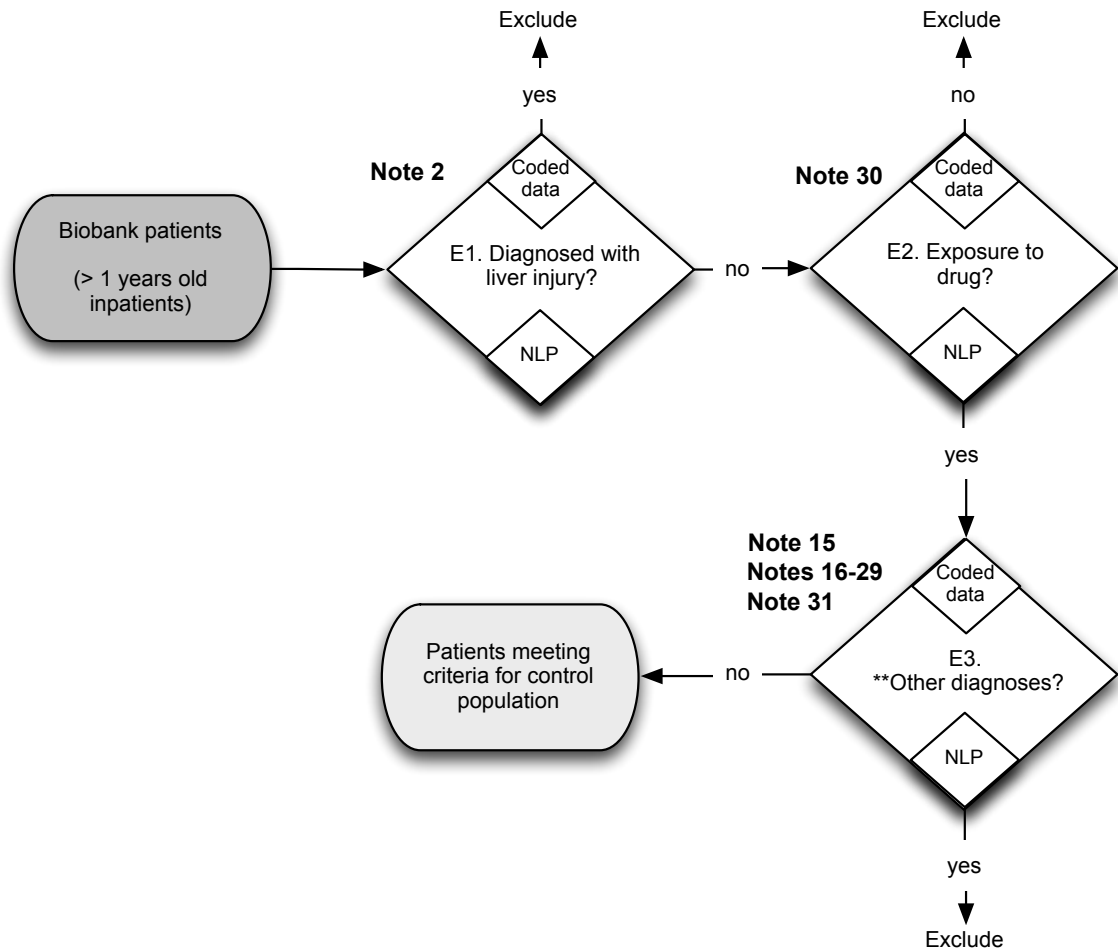 Exclude
Exclude
yes
no
Note 2
Coded
data
Note 30
Coded
data
Biobank patients
(> 1 years old
inpatients)
E1. Diagnosed with
liver injury?
no
E2. Exposure to
drug?
NLP
NLP
yes
Note 15
Notes 16-29
Note 31
Coded
data
Patients meeting
criteria for control
population
no
E3.
**Other diagnoses?
NLP
yes
Exclude